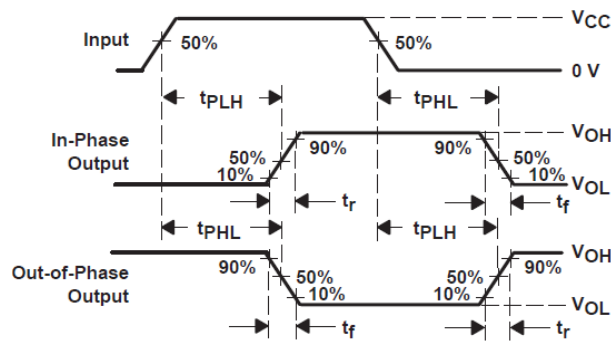 Input
50%
50%
VCC
0 V
tPLH
tPHL
In-Phase
Output
50%
10%
90%
90%
50%
10%
VOH
VOL
tr
tf
tPHL
tPLH
Out-of-Phase
Output
90%
50%
10%
50%
10%
90%
VOH
VOL
tf
tr